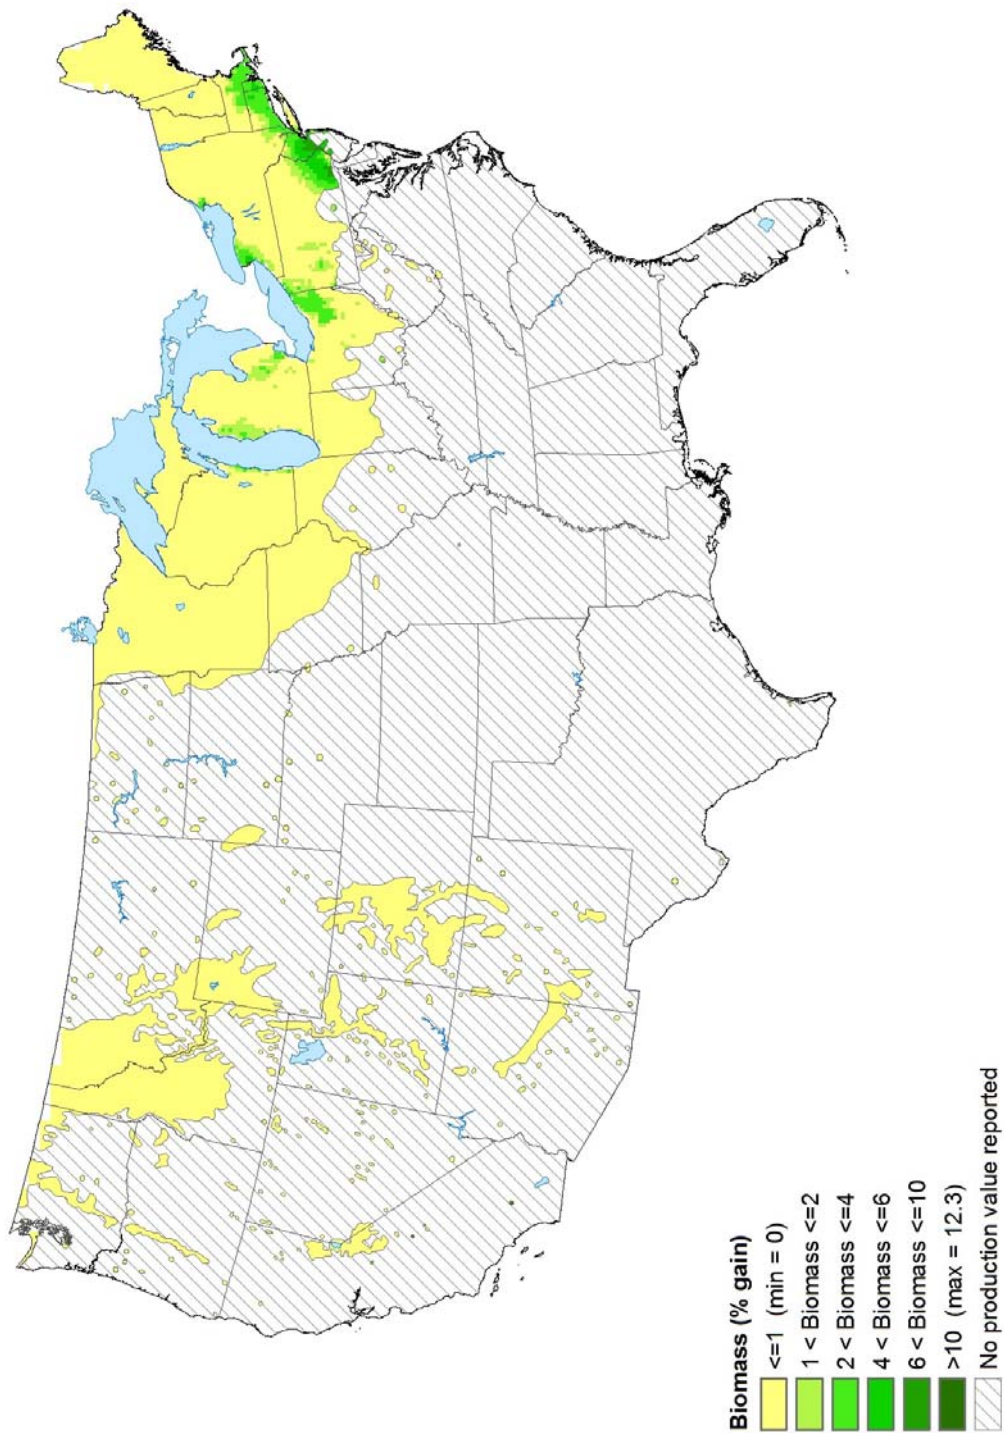 Biomass (% gain)
<=1 (min = 0)
1 < Biomass <=2
2 < Biomass <=4
4 < Biomass <=6
6 < Biomass <=10
>10 (max = 12.3)
No production value reported